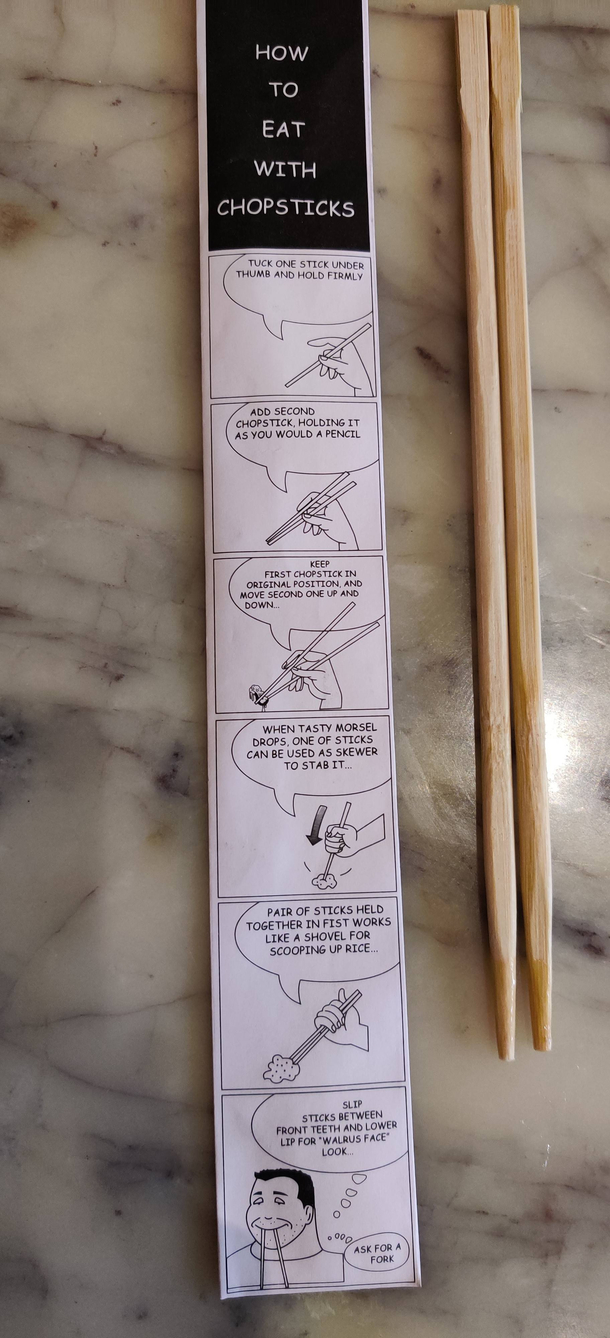 HOW
TO
EAT
WITH
CHOPSTICKS
TUCK ONE STICK UNDER
THUMB AND HOLD FIRMLY
ADD SECOND
CHOPSTICK, HOLDING IT
AS YOU WOULD A PENCIL
KEEP
FIRST CHOPSTICK IN
ORIGINAL POSITION, AND
MOVE SECOND ONE UP AND
DOWN...
WHEN TASTY MORSEL
DROPS, ONE OF STICKS
CAN BE USED AS SKEWER
TO STAB IT...
PAIR OF STICKS HELD
TOGETHER IN FIST WORKS
LIKE A SHOVEL FOR
SCOOPING UP RICE...
SLIP
STICKS BETWEEN
FRONT TEETH AND LOWER
LIP FOR "WALRUS FACE"
LOOK...
ASK FOR A
FORK